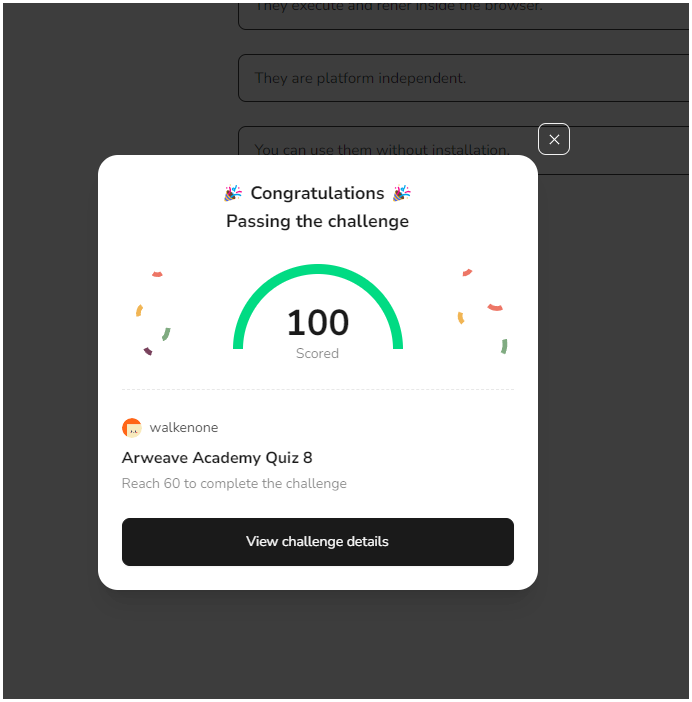 They execute and rener inside the browser.
They are platform independent.
You can use them without installation.
🎉 Congratulations 🎉
Passing the challenge
100
Scored
walkenone
Arweave Academy Quiz 8
Reach 60 to complete the challenge
View challenge details